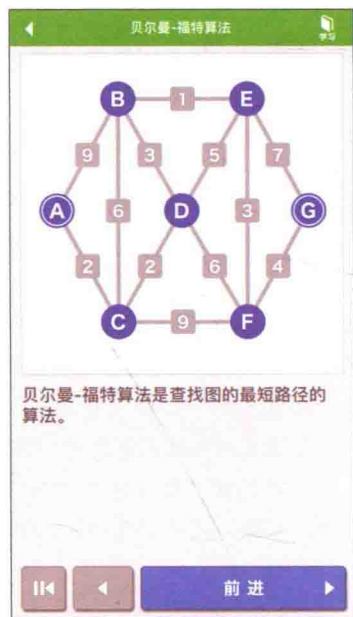 贝尔曼-福特算法
学习
B 1 E
9 3 5 7
A 6 D 3 G
2 2 6 4
C 9 F
贝尔曼-福特算法是查找图的最短路径的
算法。
前进